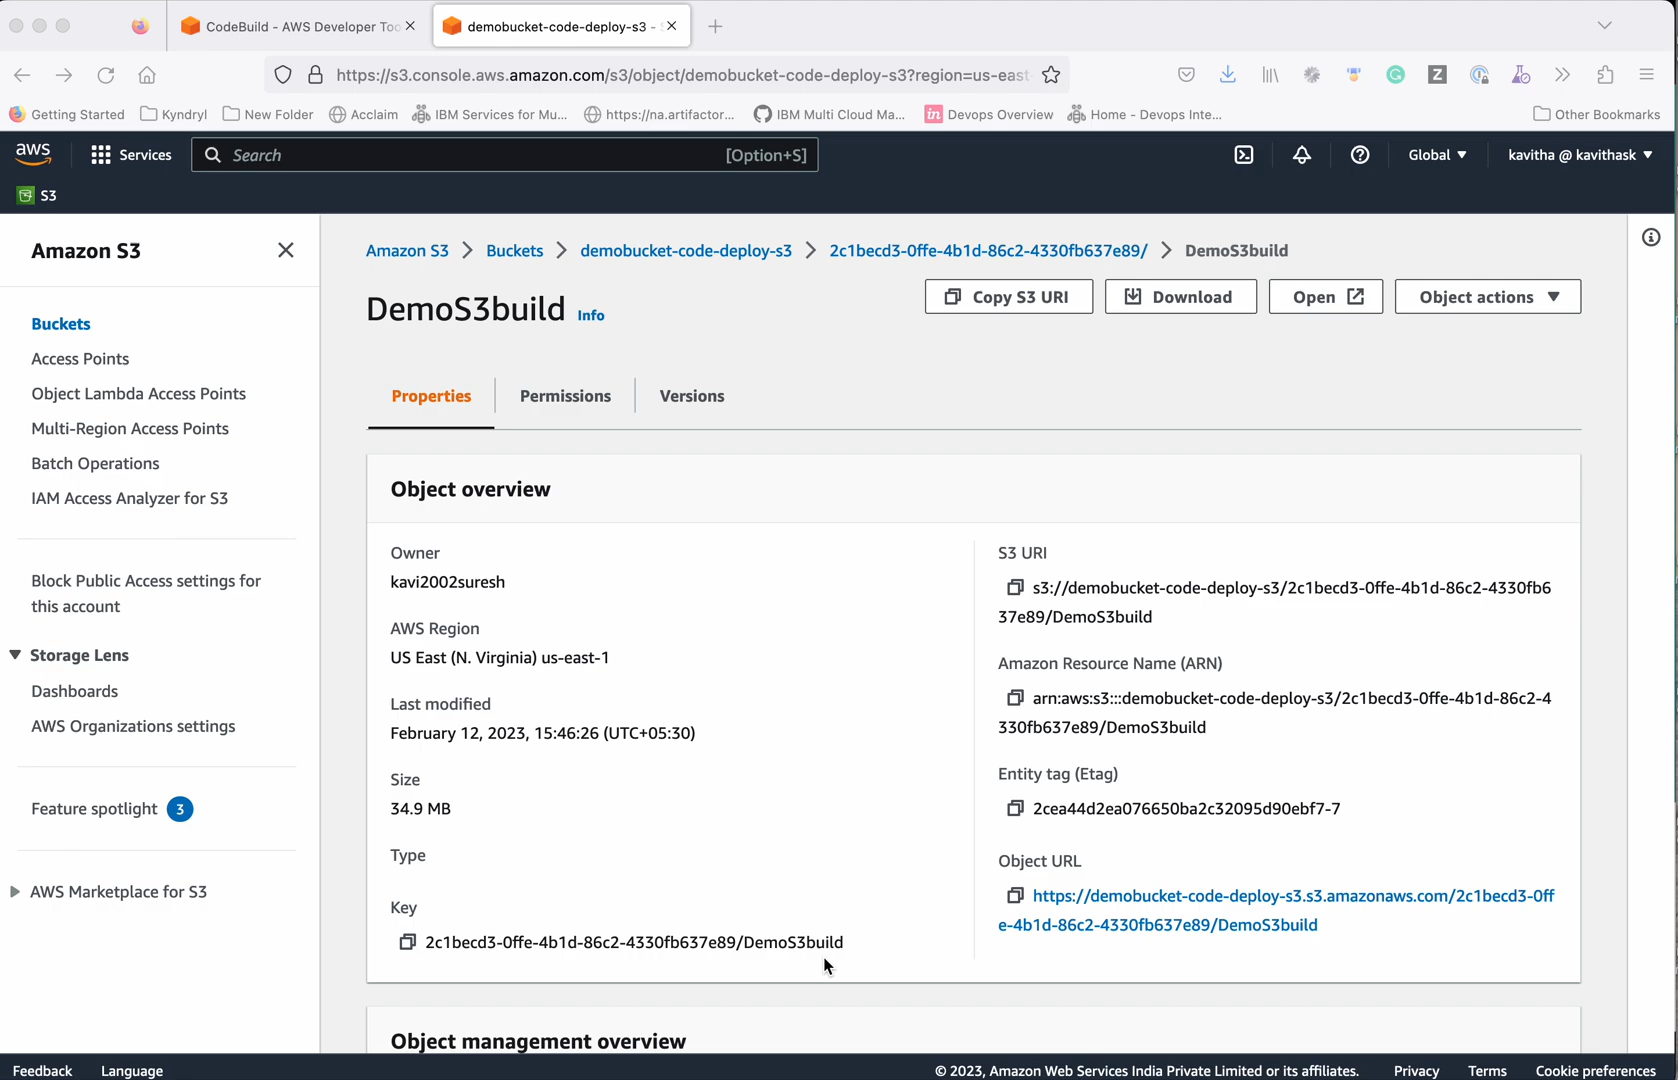 CodeBuild - AWS Developer Too
demobucket-code-deploy-s3 -
https://s3.console.aws.amazon.com/s3/object/demobucket-code-deploy-s3?region=us-east-
Getting Started Kyndryl New Folder Acclaim IBM Services for Mu... https://na.artifactor... IBM Multi Cloud Ma... in Devops Overview Home - Devops Inte... Other Bookmarks
aws Services Search [Option+S] Global kavitha @ kavithask
S3
Amazon S3
Buckets
Access Points
Object Lambda Access Points
Multi-Region Access Points
Batch Operations
IAM Access Analyzer for S3
Block Public Access settings for
this account
Storage Lens
Dashboards
AWS Organizations settings
Feature spotlight 3
AWS Marketplace for S3
Amazon S3 > Buckets > demobucket-code-deploy-s3 > 2c1becd3-0ffe-4b1d-86c2-4330fb637e89/ > DemoS3build
DemoS3build Info
Copy S3 URI Download Open Object actions
Properties Permissions Versions
Object overview
Owner
kavi2002suresh
AWS Region
US East (N. Virginia) us-east-1
Last modified
February 12, 2023, 15:46:26 (UTC+05:30)
Size
34.9 MB
Type
Key
2c1becd3-0ffe-4b1d-86c2-4330fb637e89/DemoS3build
S3 URI
s3://demobucket-code-deploy-s3/2c1becd3-0ffe-4b1d-86c2-4330fb6
37e89/DemoS3build
Amazon Resource Name (ARN)
arn:aws:s3:::demobucket-code-deploy-s3/2c1becd3-0ffe-4b1d-86c2-4
330fb637e89/DemoS3build
Entity tag (Etag)
2cea44d2ea076650ba2c32095d90ebf7-7
Object URL
https://demobucket-code-deploy-s3.s3.amazonaws.com/2c1becd3-0ff
e-4b1d-86c2-4330fb637e89/DemoS3build
Object management overview
Feedback Language © 2023, Amazon Web Services India Private Limited or its affiliates. Privacy Terms Cookie preferences